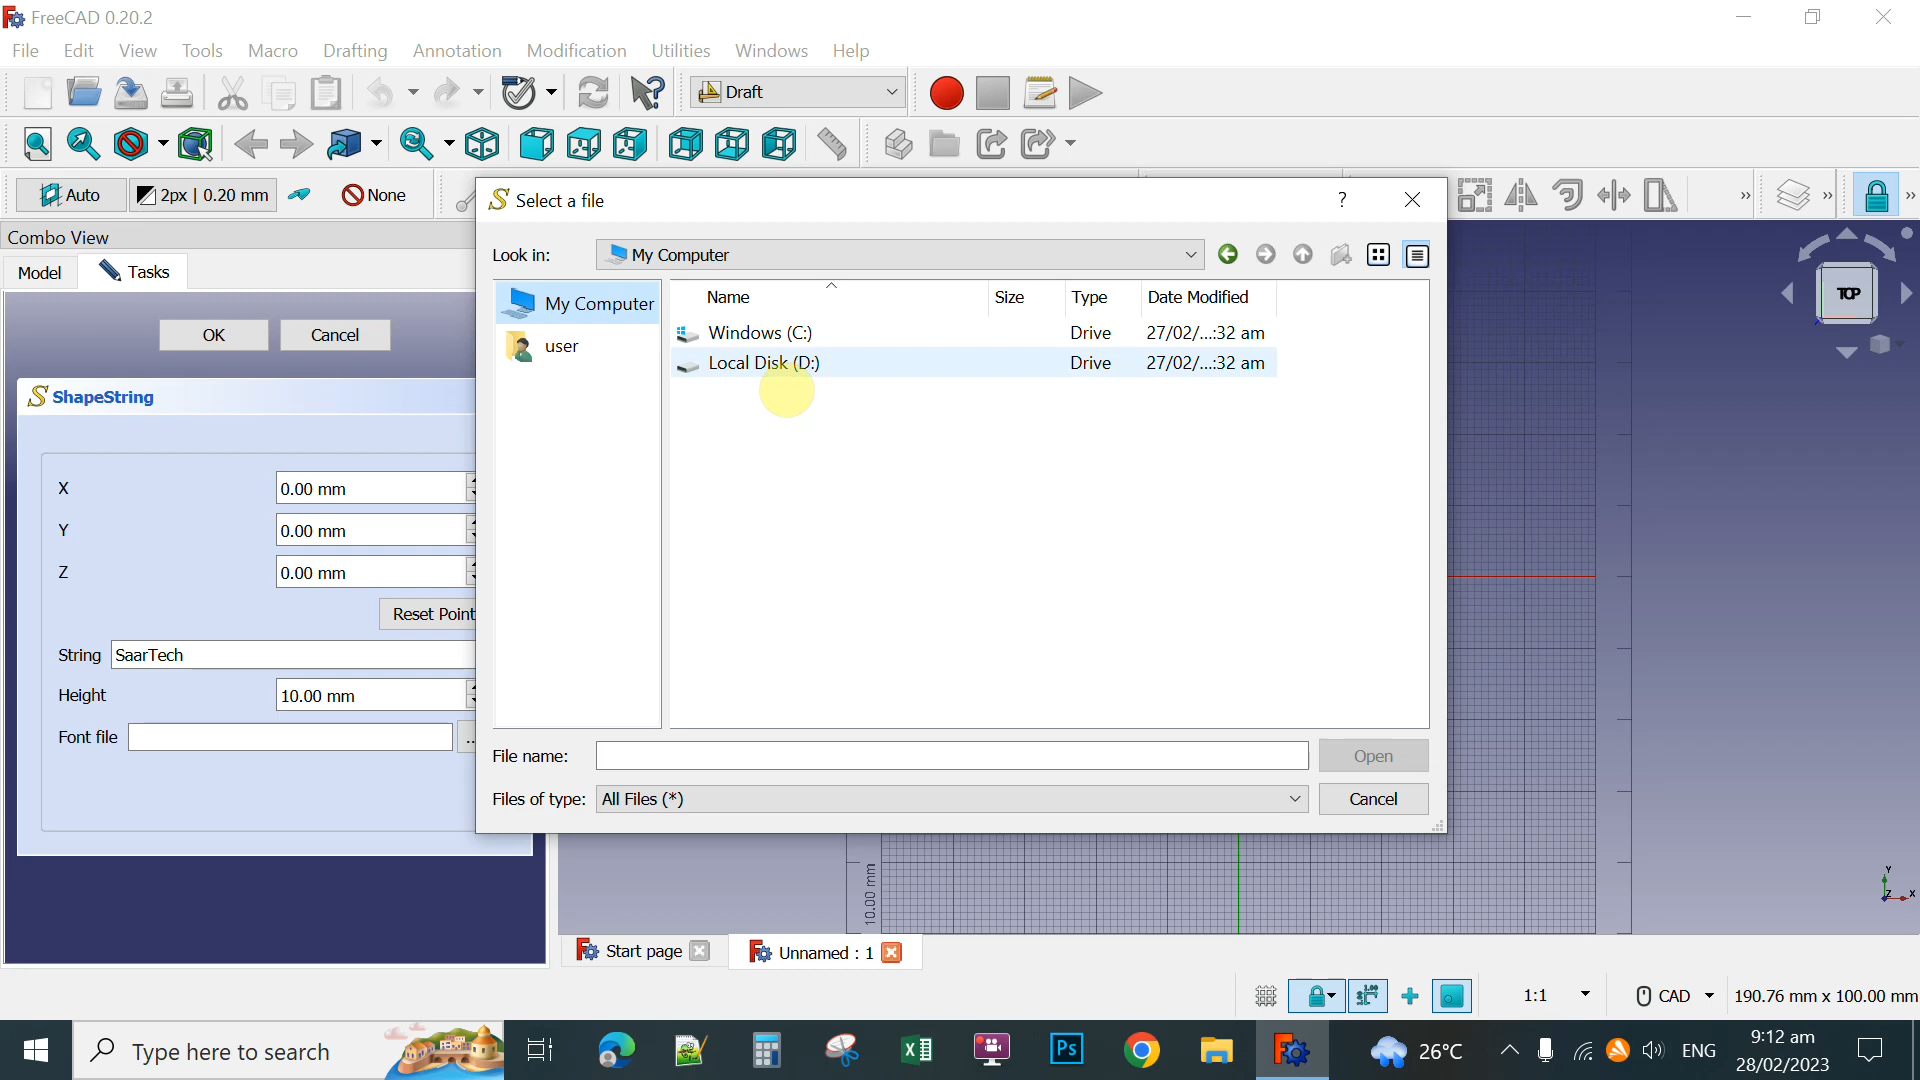 FreeCAD 0.20.2
File Edit View Tools Macro Drafting Annotation Modification Utilities Windows Help
Draft
Auto 2px | 0.20 mm None
Combo View
Model Tasks
OK Cancel
ShapeString
X 0.00 mm
Y 0.00 mm
Z 0.00 mm
Reset Point
String SaarTech
Height 10.00 mm
Font file ..
Select a file
Look in: My Computer
My Computer
user
Name Size Type Date Modified
Windows (C:) Drive 27/02/...:32 am
Local Disk (D:) Drive 27/02/...:32 am
File name: Open
Files of type: All Files (*) Cancel
TOP
10.00 mm
Y
Z X
Start page Unnamed : 1
1:1 CAD 190.76 mm x 100.00 mm
Type here to search
Ps
26°C ENG 9:12 am
28/02/2023